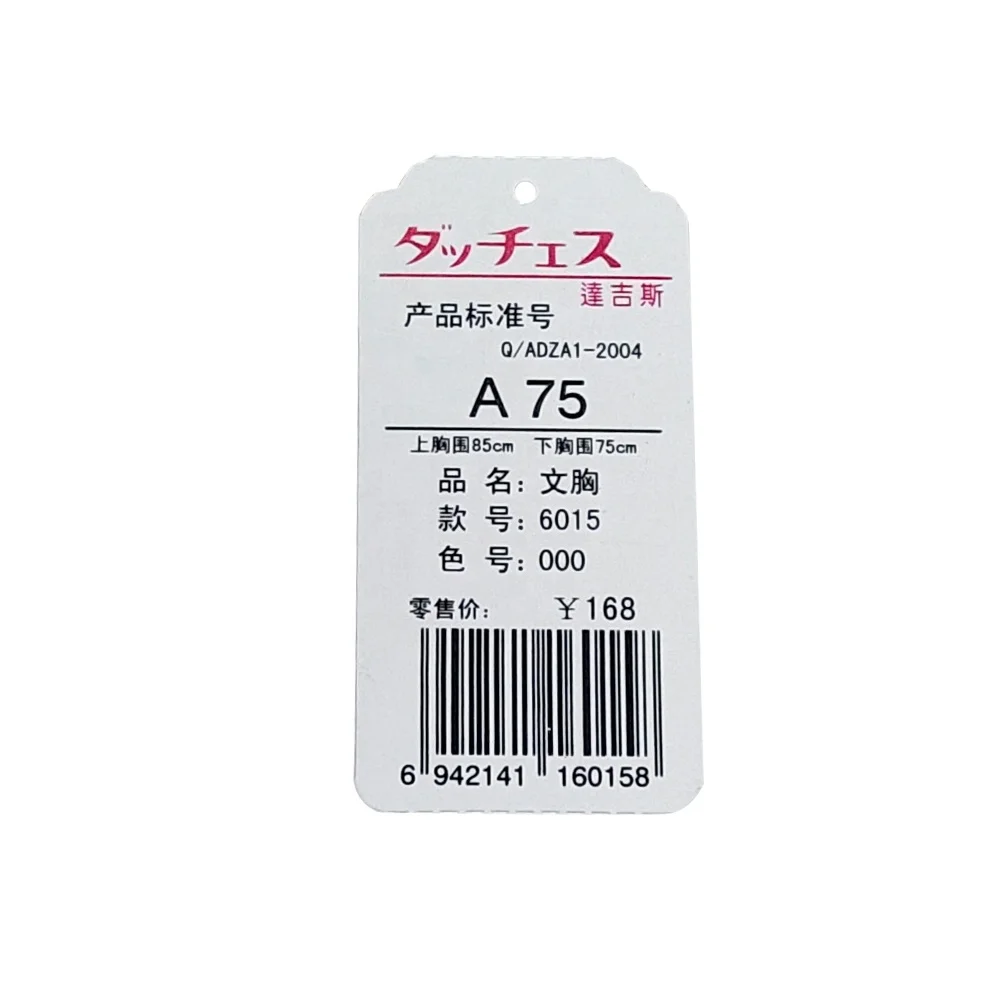 ダッチェス
達吉斯
产品标准号
Q/ADZA1-2004
A 75
上胸围85cm 下胸围75cm
品 名：文胸
款 号：6015
色 号：000
零售价： ￥168
6 942141 160158